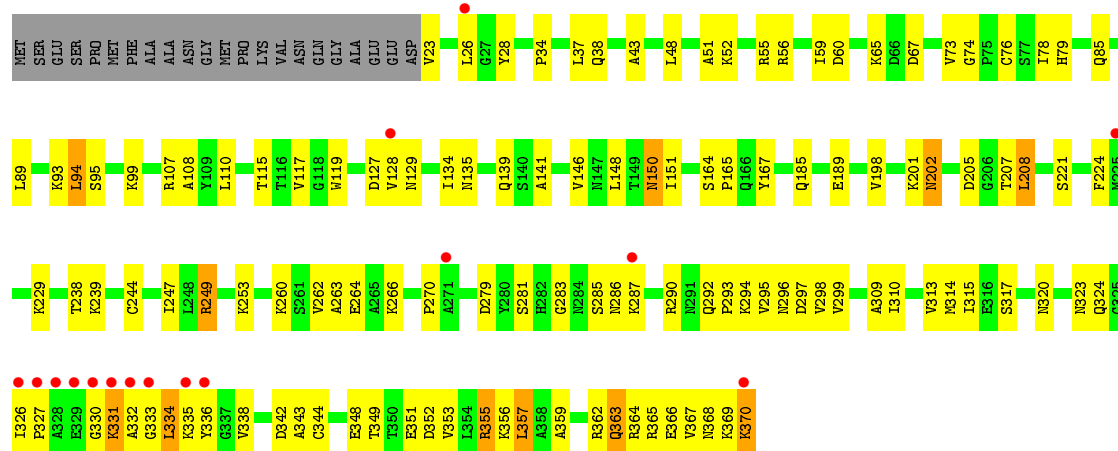 MET SER GLU SER PRO MET PHE ALA ALA ASN GLY MET PRO LYS VAL ASN GLN GLY ALA GLU GLU ASP V23 L26 G27 Y28 P34 L37 Q38 A43 L48 A51 K52 R55 R56 I59 D60 K65 D66 D67 V73 G74 P75 C76 S77 I78 H79 Q85
L89 K93 L94 S95 K99 R107 A108 Y109 L110 T115 T116 V117 G118 W119 D127 V128 N129 I134 N135 Q139 S140 A141 V146 N147 L148 T149 N150 I151 S164 P165 Q166 Y167 Q185 E189 V198 K201 N202 D205 G206 T207 L208 S221 F224 M225
K229 T238 K239 C244 I247 L248 R249 K253 K260 S261 V262 A263 E264 A265 K266 P270 A271 D279 Y280 S281 H282 G283 N284 S285 N286 K287 R290 N291 Q292 P293 K294 V295 N296 D297 V298 V299 A309 I310 V313 M314 I315 E316 S317 N320 N323 Q324 G325
I326 P327 A328 E329 G330 K331 A332 G333 L334 K335 Y336 G337 V338 D342 A343 C344 E348 T349 T350 E351 D352 V353 L354 R355 K356 L357 A358 A359 R362 Q363 R364 R365 E366 V367 N368 K369 K370